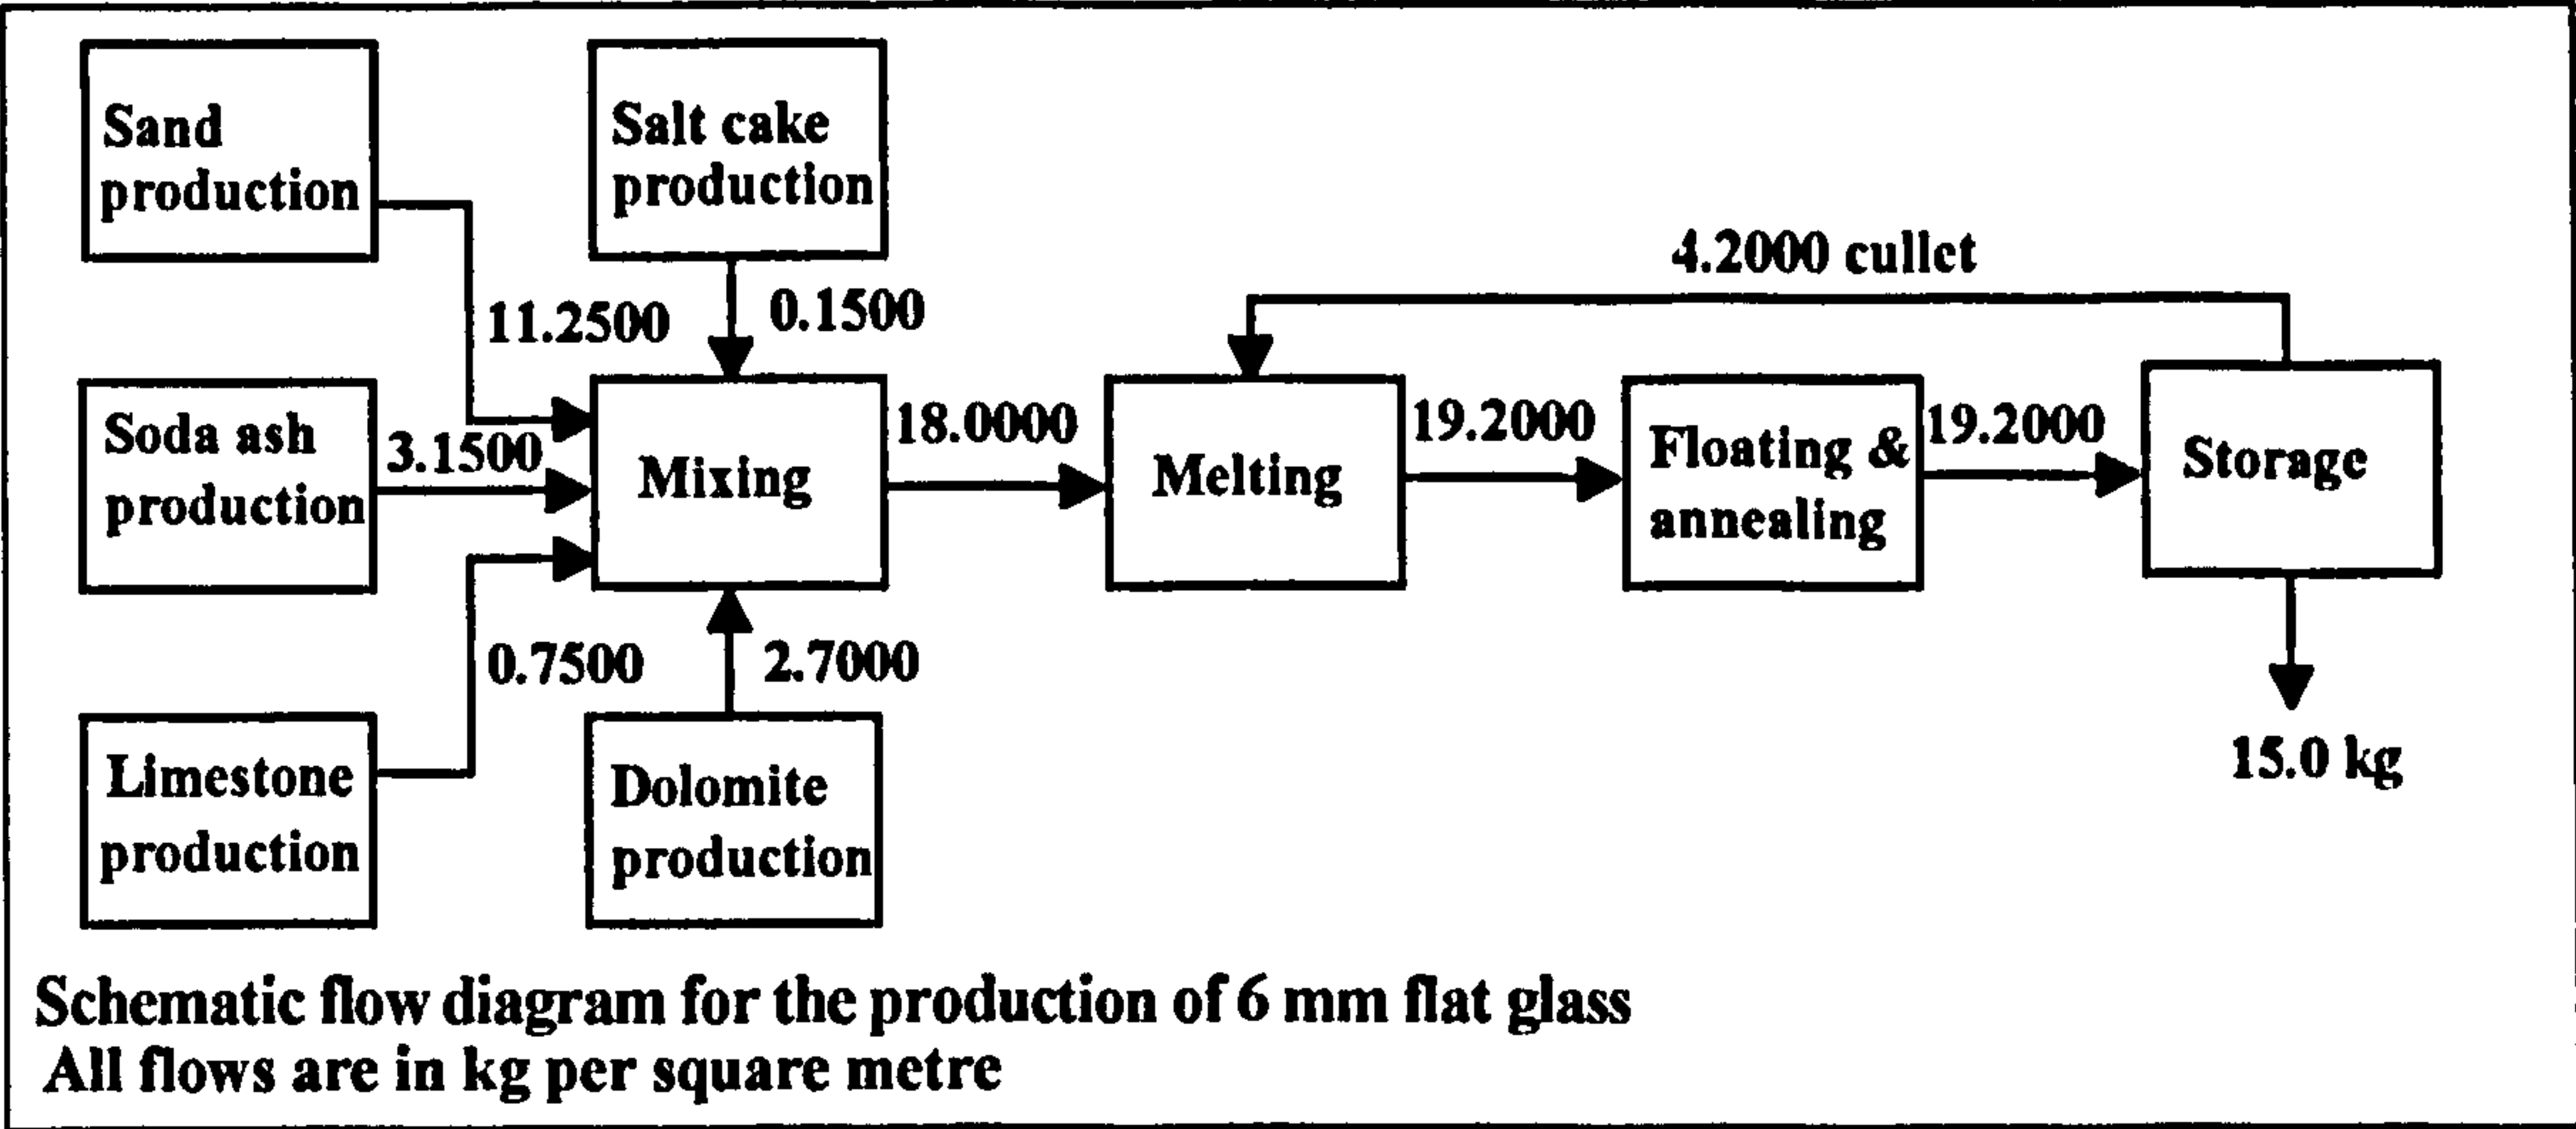 Sand
production
Salt cake
production
4.2000 cullet
11.2500
0.1500
Soda ash
production
3.1500
Mixing
18.0000
Melting
19.2000
Floating &
annealing
19.2000
Storage
0.7500
2.7000
15.0 kg
Limestone
production
Dolomite
production
Schematic flow diagram for the production of 6 mm flat glass
All flows are in kg per square metre